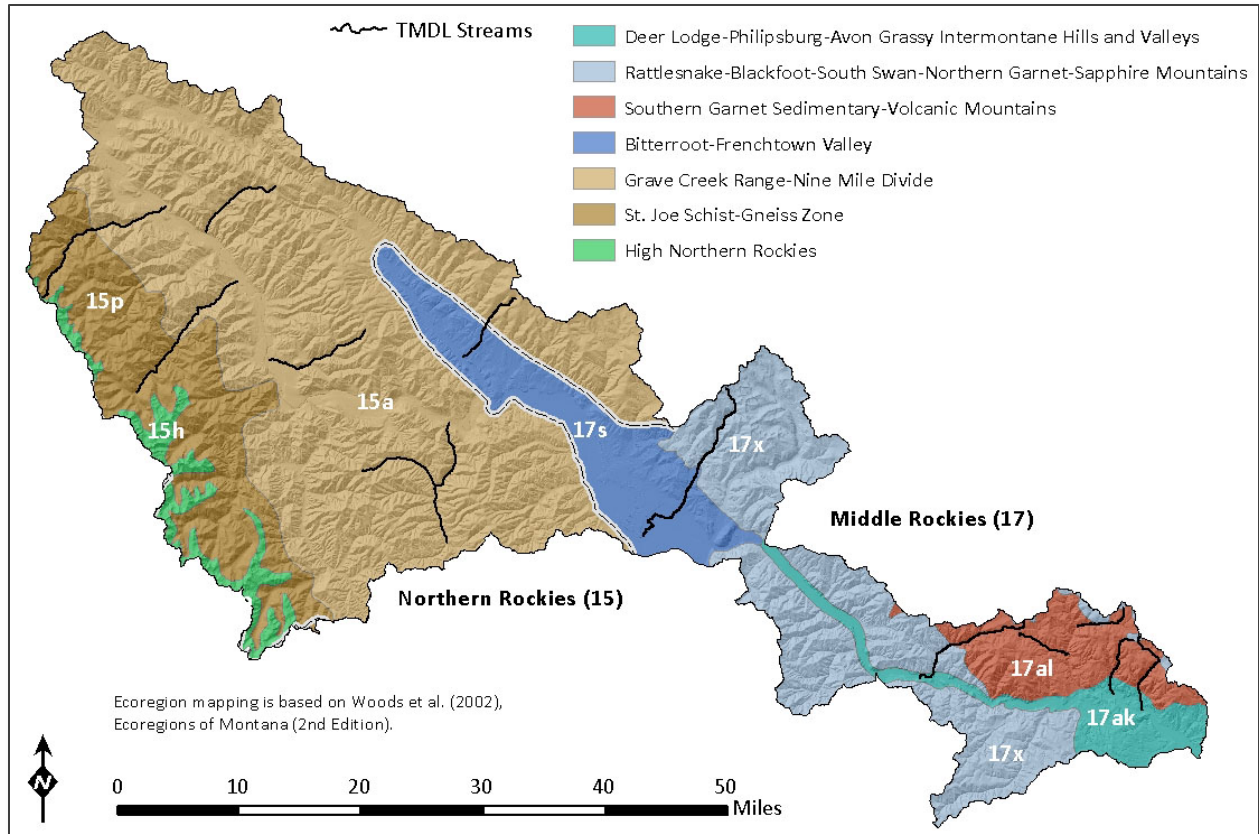 TMDL Streams
Deer Lodge-Philipsburg-Avon Grassy Intermontane Hills and Valleys
Rattlesnake-Blackfoot-South Swan-Northern Garnet-Sapphire Mountains
Southern Garnet Sedimentary-Volcanic Mountains
Bitterroot-Frenchtown Valley
Grave Creek Range-Nine Mile Divide
St. Joe Schist-Gneiss Zone
High Northern Rockies
15p
15h
15a
17s
17x
Middle Rockies (17)
Northern Rockies (15)
17al
17ak
17x
Ecoregion mapping is based on Woods et al. (2002),
Ecoregions of Montana (2nd Edition).
N
0 10 20 30 40 50
Miles